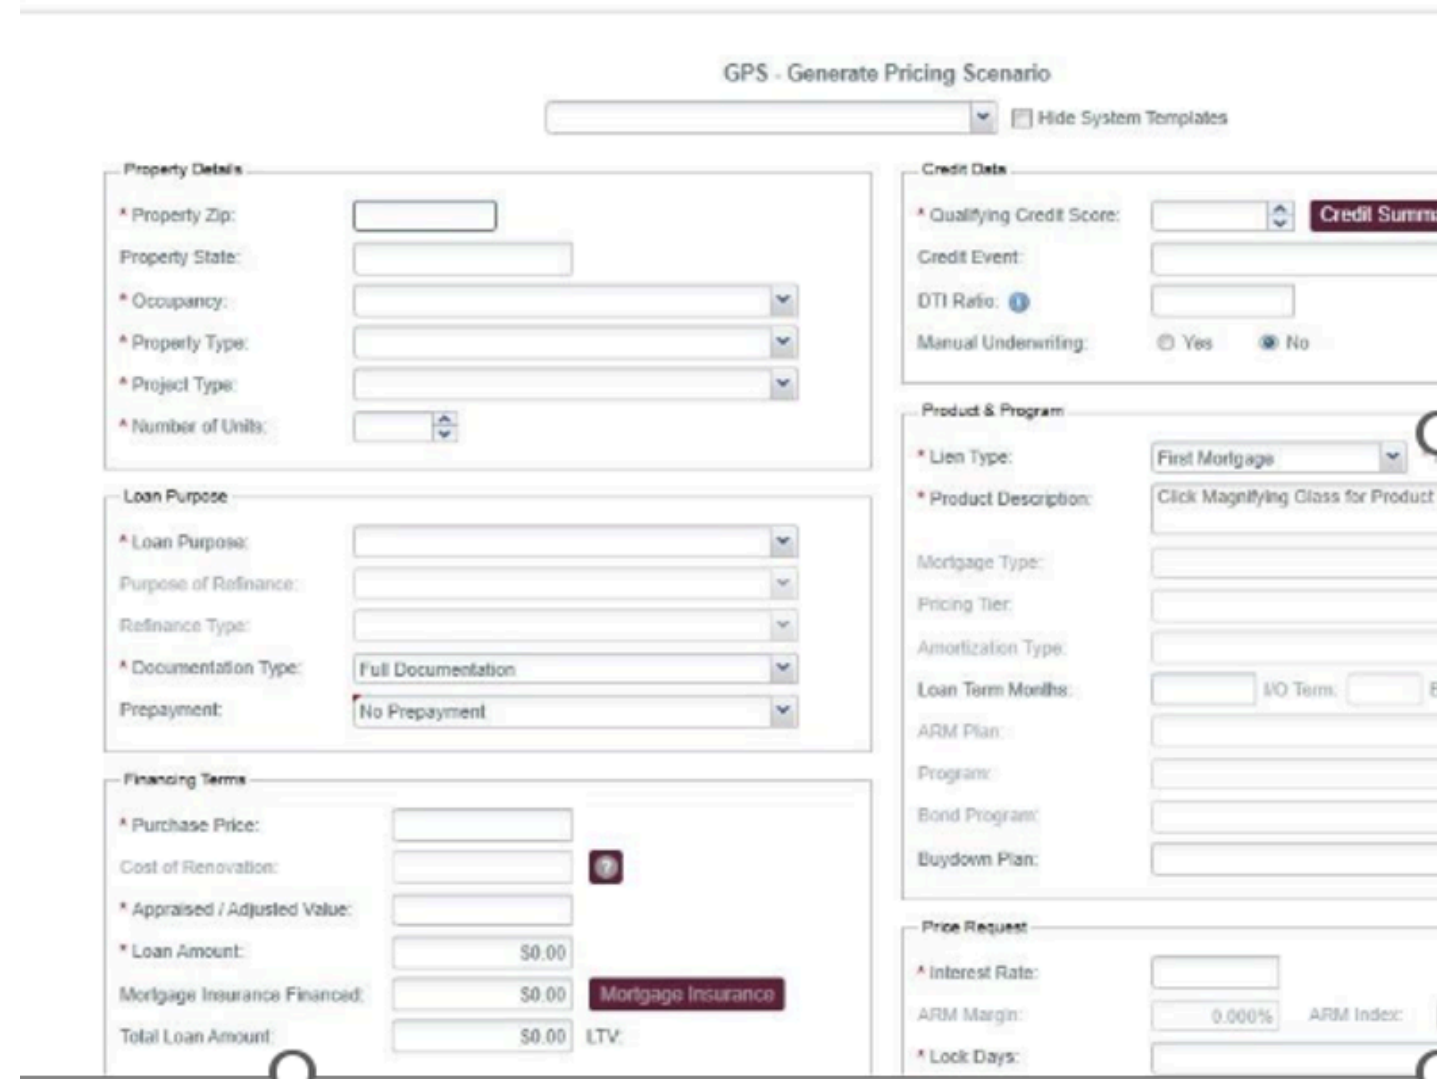 GPS - Generate Pricing Scenario
Hide System Templates
Property Details
* Property Zip:
Property State:
* Occupancy:
* Property Type:
* Project Type:
* Number of Units:
Loan Purpose
* Loan Purpose:
Purpose of Refinance:
Refinance Type:
* Documentation Type: Full Documentation
Prepayment: No Prepayment
Financing Terms
* Purchase Price:
Cost of Renovation: ?
* Appraised / Adjusted Value:
* Loan Amount: $0.00
Mortgage Insurance Financed: $0.00 Mortgage Insurance
Total Loan Amount: $0.00 LTV:
Credit Data
* Qualifying Credit Score: Credit Summa
Credit Event:
DTI Ratio:
Manual Underwriting: Yes No
Product & Program
* Lien Type: First Mortgage
* Product Description: Click Magnifying Glass for Product
Mortgage Type:
Pricing Tier:
Amortization Type:
Loan Term Months: I/O Term:
ARM Plan:
Program:
Bond Program:
Buydown Plan:
Price Request
* Interest Rate:
ARM Margin: 0.000% ARM Index:
* Lock Days: